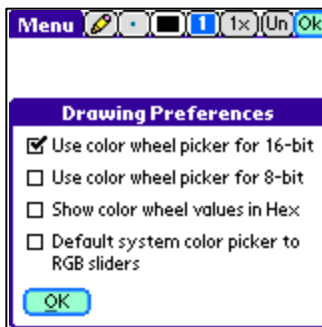 Menu 1 1x Un Ok
Drawing Preferences
Use color wheel picker for 16-bit
Use color wheel picker for 8-bit
Show color wheel values in Hex
Default system color picker to
RGB sliders
OK